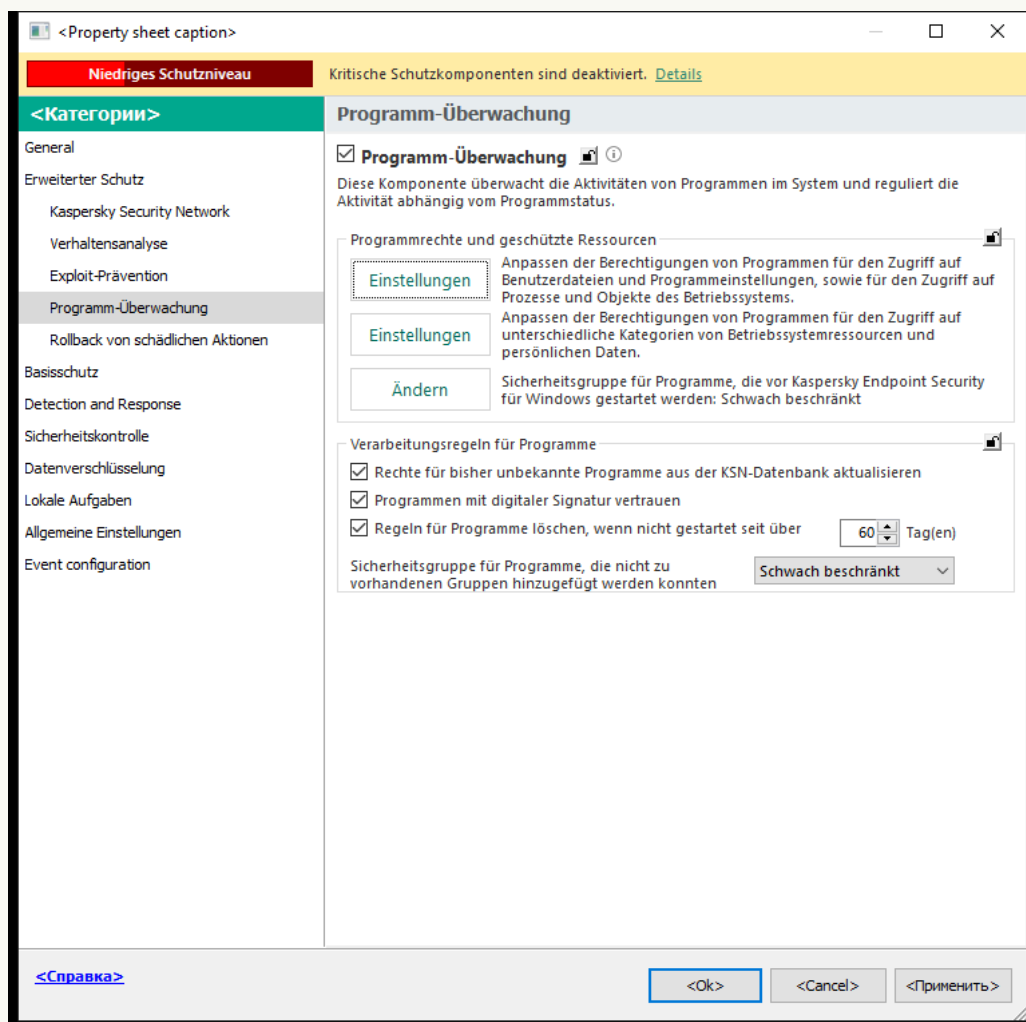 <Property sheet caption>
Niedriges Schutzniveau
Kritische Schutzkomponenten sind deaktiviert. Details
<Категории>
General
Erweiterter Schutz
Kaspersky Security Network
Verhaltensanalyse
Exploit-Prävention
Programm-Überwachung
Rollback von schädlichen Aktionen
Basisschutz
Detection and Response
Sicherheitskontrolle
Datenverschlüsselung
Lokale Aufgaben
Allgemeine Einstellungen
Event configuration
Programm-Überwachung
Programm-Überwachung
Diese Komponente überwacht die Aktivitäten von Programmen im System und reguliert die
Aktivität abhängig vom Programmstatus.
Programmrechte und geschützte Ressourcen
Einstellungen
Anpassen der Berechtigungen von Programmen für den Zugriff auf
Benutzerdateien und Programmeinstellungen, sowie für den Zugriff auf
Prozesse und Objekte des Betriebssystems.
Einstellungen
Anpassen der Berechtigungen von Programmen für den Zugriff auf
unterschiedliche Kategorien von Betriebssystemressourcen und
persönlichen Daten.
Ändern
Sicherheitsgruppe für Programme, die vor Kaspersky Endpoint Security
für Windows gestartet werden: Schwach beschränkt
Verarbeitungsregeln für Programme
Rechte für bisher unbekannte Programme aus der KSN-Datenbank aktualisieren
Programmen mit digitaler Signatur vertrauen
Regeln für Programme löschen, wenn nicht gestartet seit über 60 Tag(en)
Sicherheitsgruppe für Programme, die nicht zu
vorhandenen Gruppen hinzugefügt werden konnten
Schwach beschränkt
<Справка>
<Ok>
<Cancel>
<Применить>